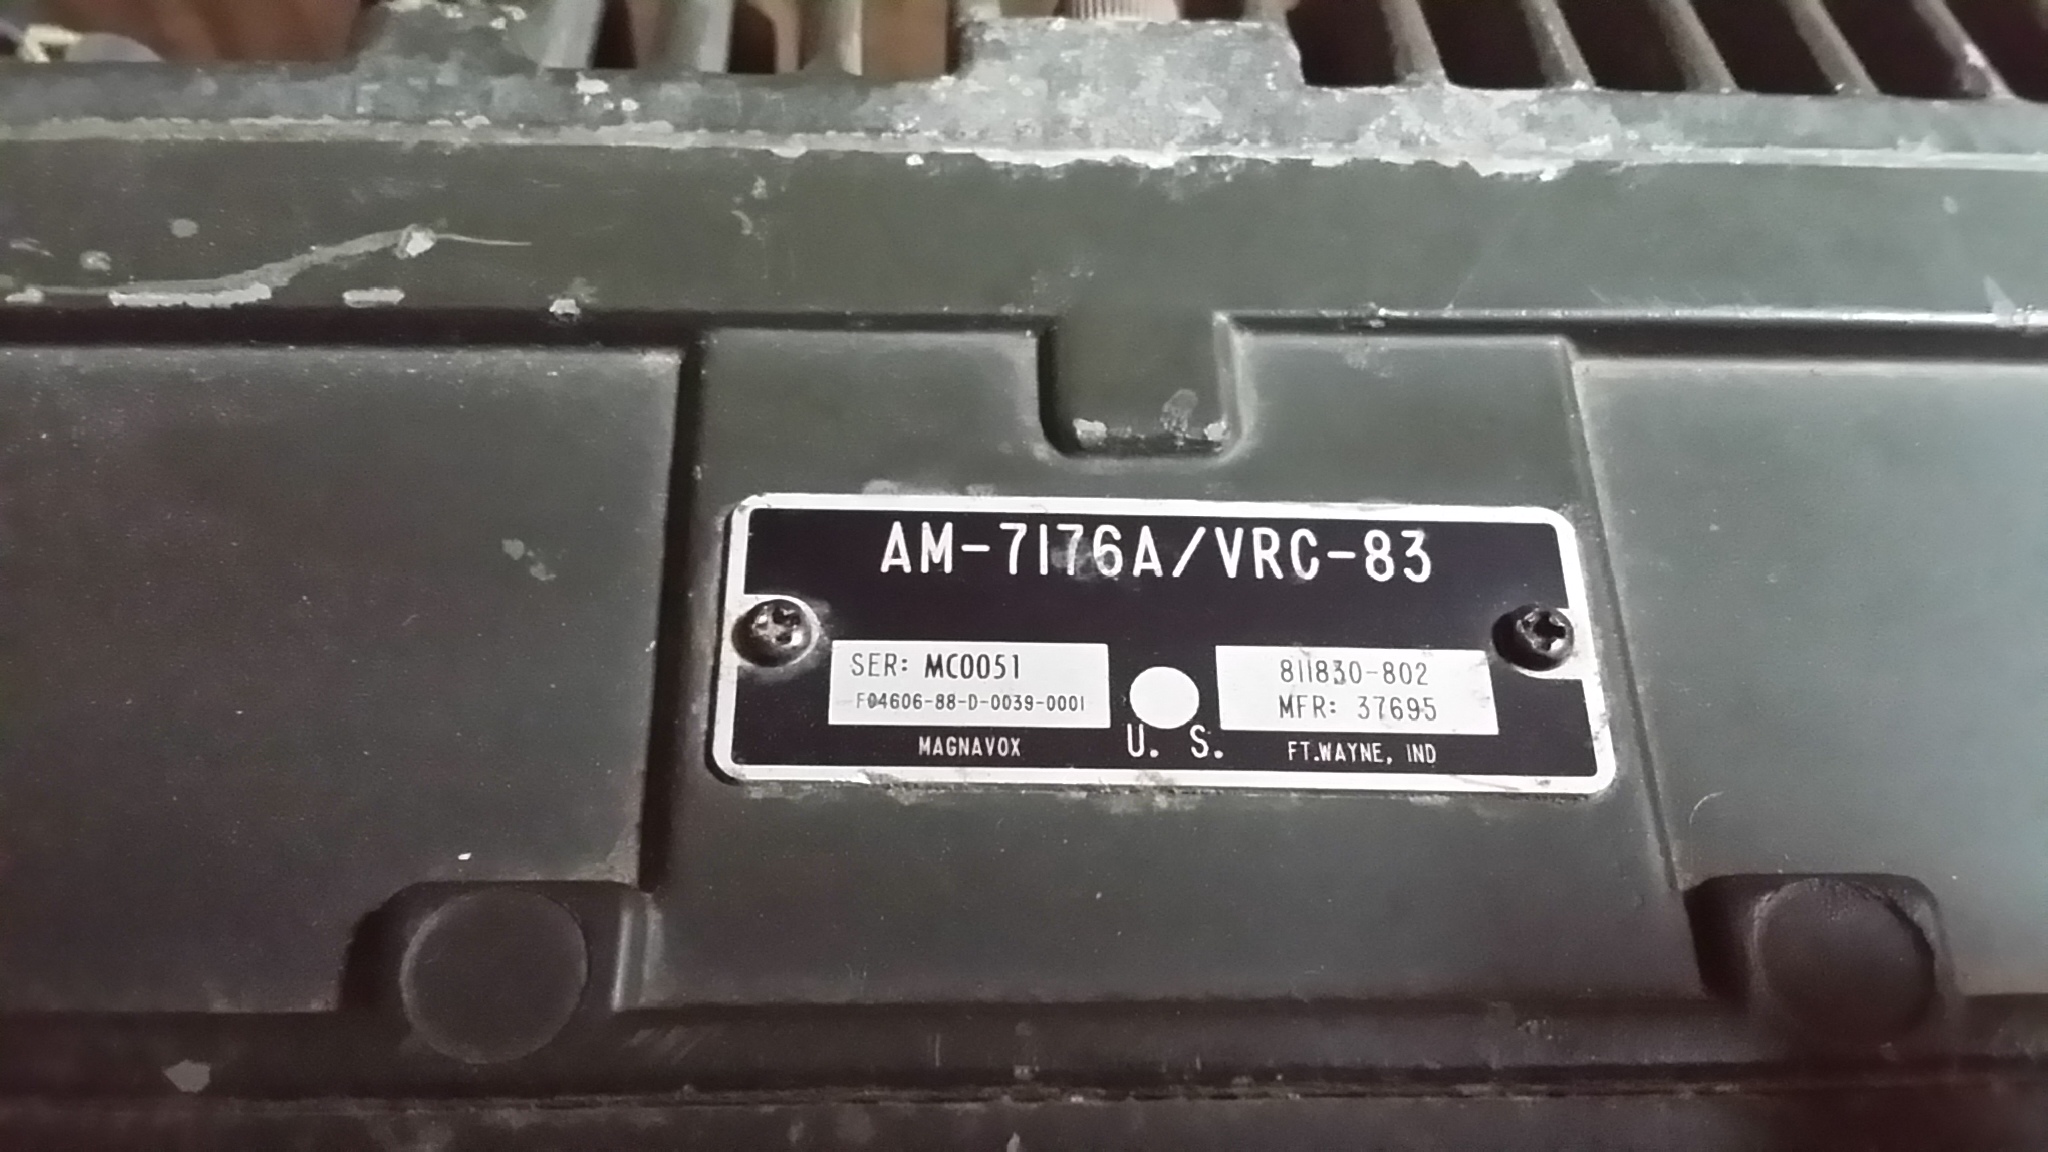 AM-7176A/VRC-83
SER: MC0051
F04606-88-D-0039-0001
811830-802
MFR: 37695
MAGNAVOX
U. S.
FT.WAYNE, IND